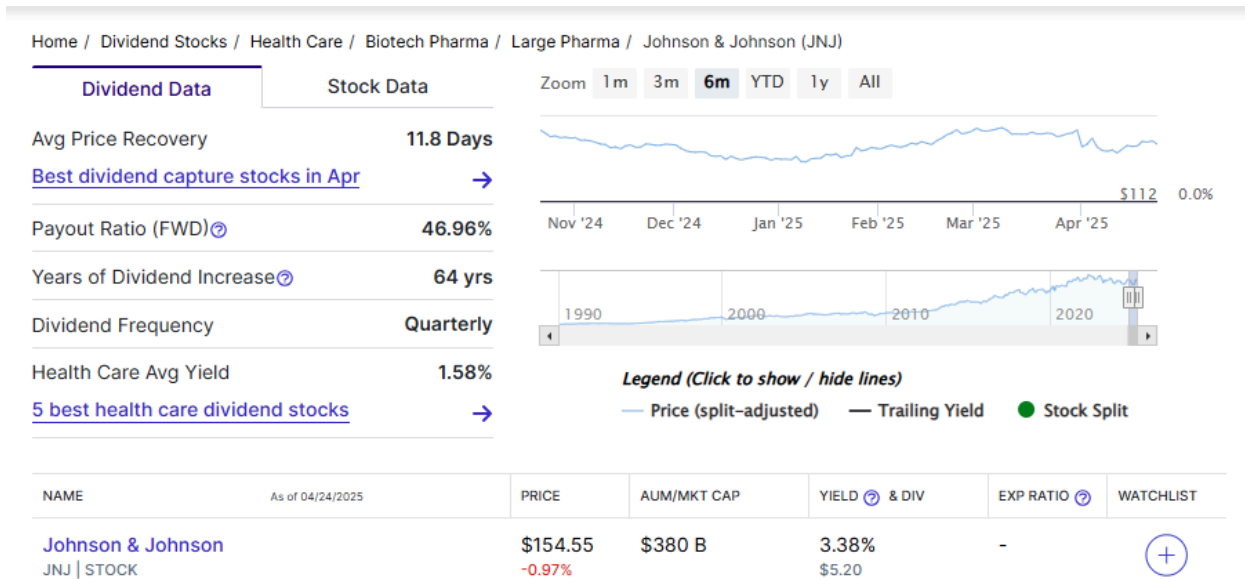 Home / Dividend Stocks / Health Care / Biotech Pharma / Large Pharma / Johnson & Johnson (JNJ)
Dividend Data
Stock Data
Avg Price Recovery 11.8 Days
Best dividend capture stocks in Apr →
Payout Ratio (FWD)? 46.96%
Years of Dividend Increase? 64 yrs
Dividend Frequency Quarterly
Health Care Avg Yield 1.58%
5 best health care dividend stocks →
Zoom 1m 3m 6m YTD 1y All
$112 0.0%
Nov '24 Dec '24 Jan '25 Feb '25 Mar '25 Apr '25
1990 2000 2010 2020
Legend (Click to show / hide lines)
Price (split-adjusted) Trailing Yield Stock Split
NAME As of 04/24/2025 PRICE AUM/MKT CAP YIELD ? & DIV EXP RATIO ? WATCHLIST
Johnson & Johnson $154.55 $380 B 3.38% - +
JNJ | STOCK -0.97% $5.20